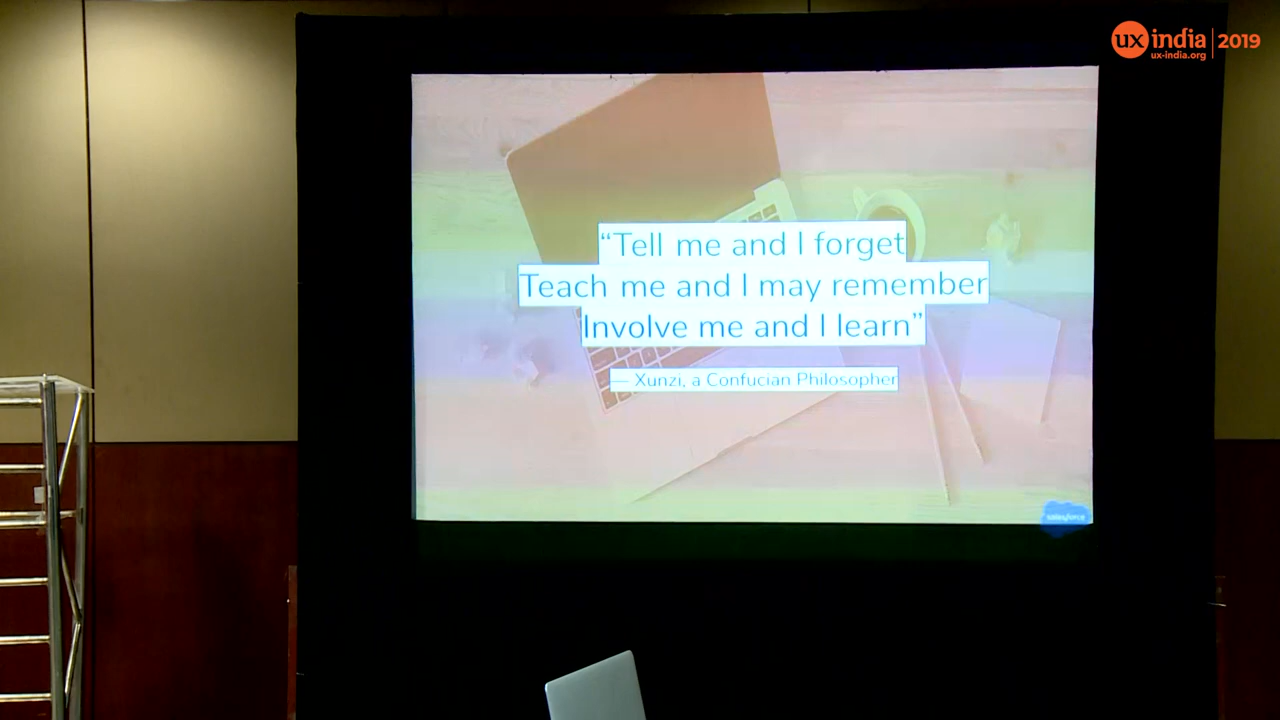 ux india 2019
ux-india.org
“Tell me and I forget
Teach me and I may remember
Involve me and I learn”
— Xunzi, a Confucian Philosopher
salesforce